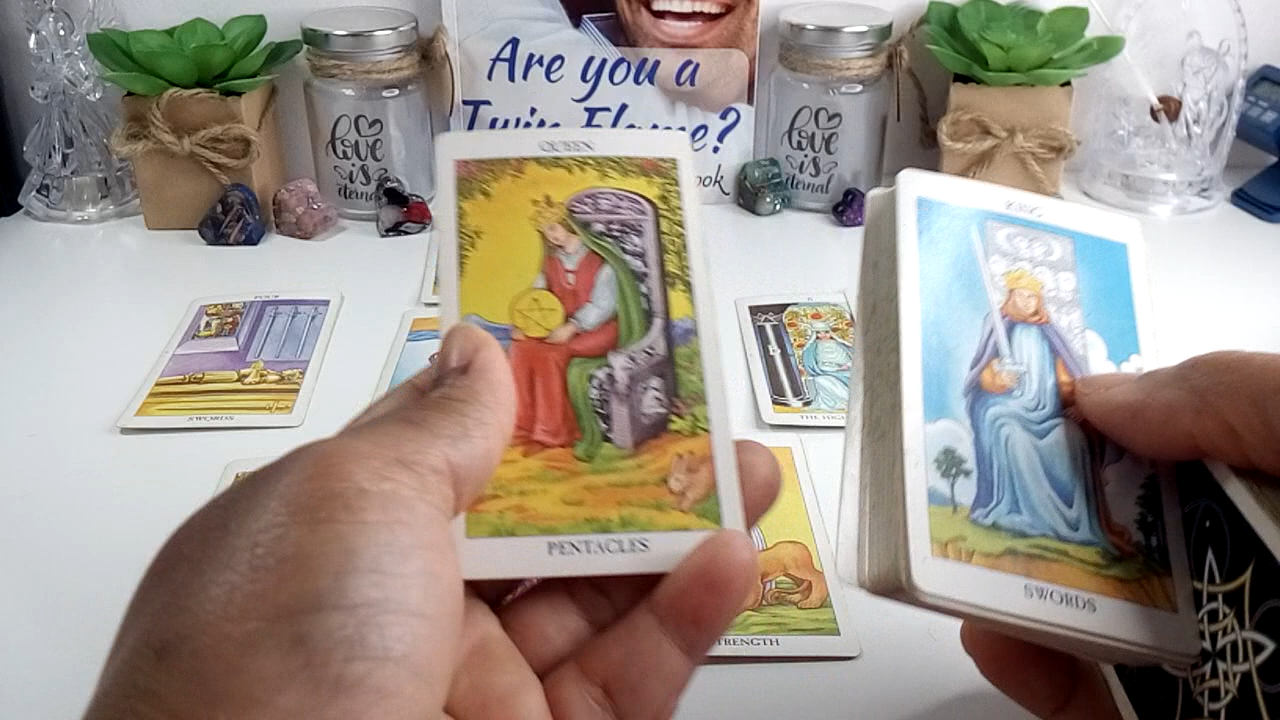 Are you a
Twin Flame?
ook
love
is
eternal
love
is
eternal
QUEEN
PENTACLES
KING
SWORDS
FOUR
SWORDS
II
B
THE HIGH
STRENGTH